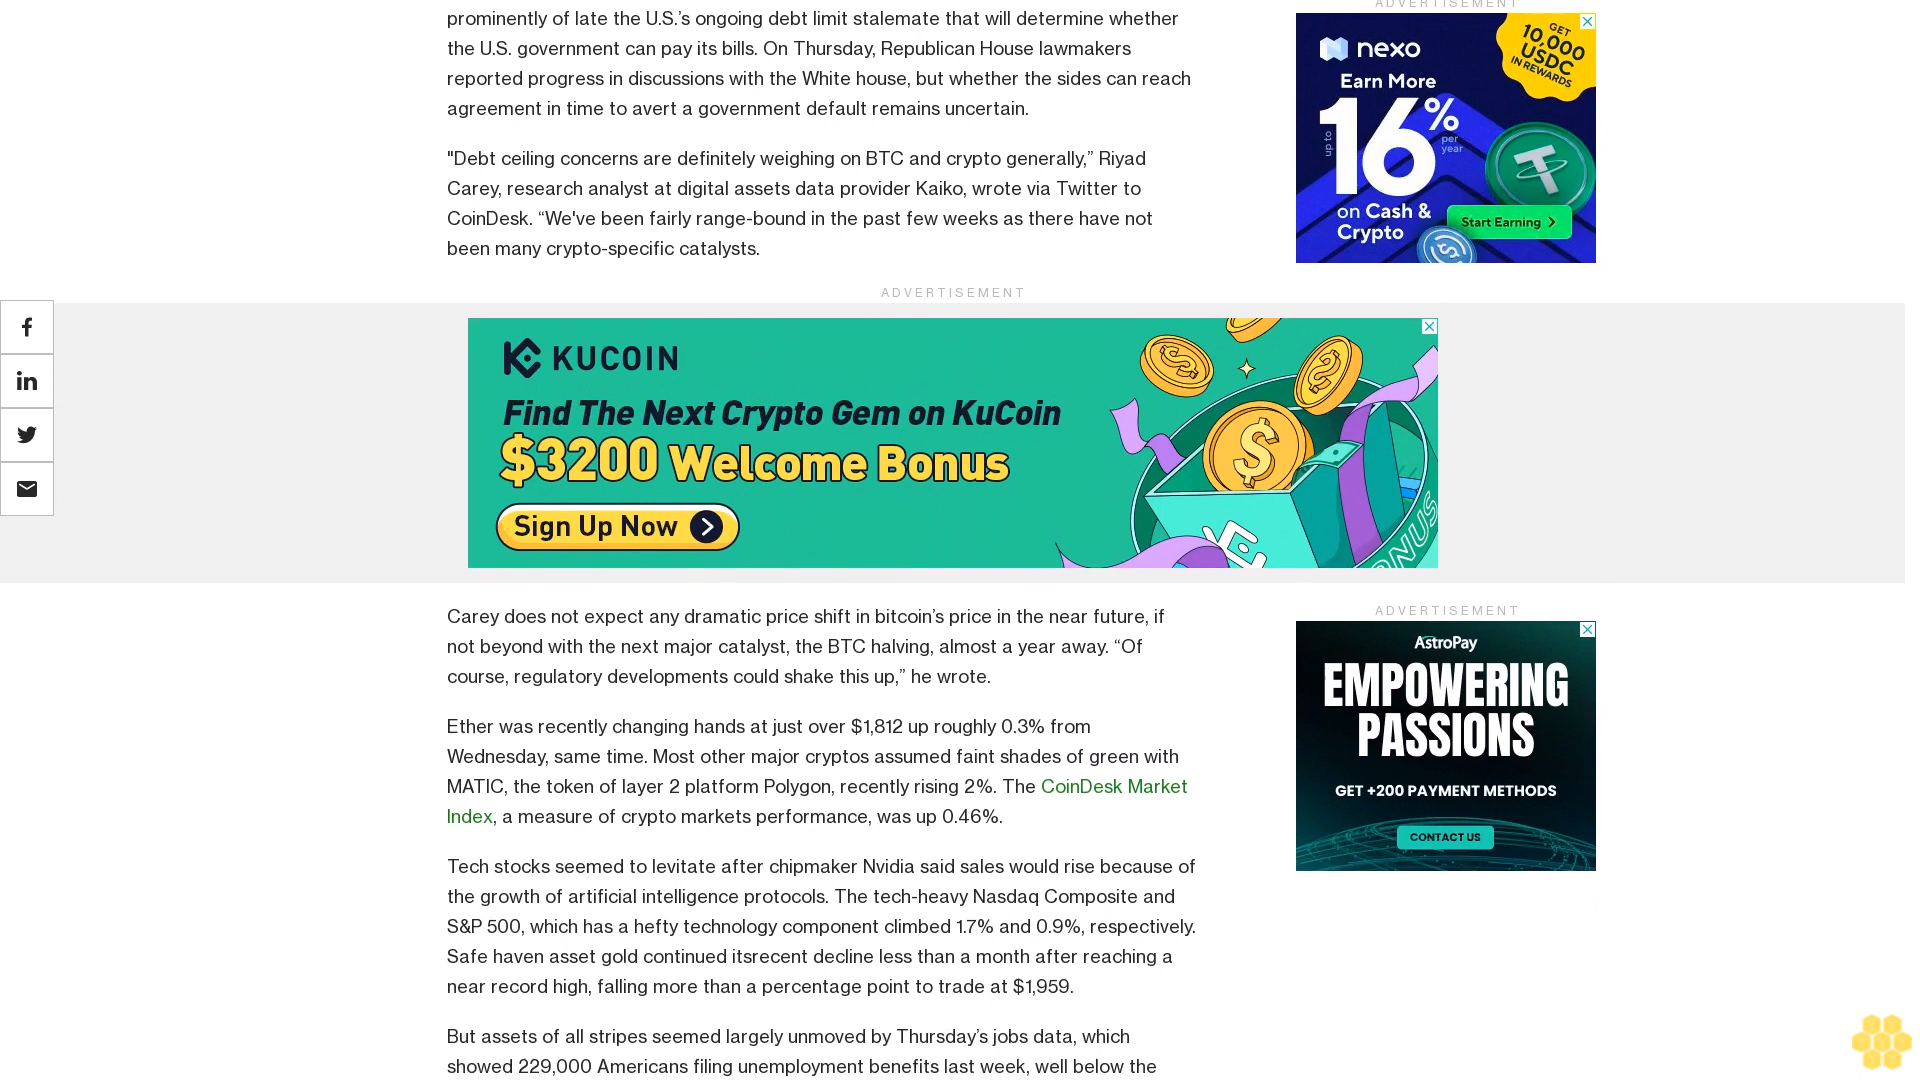 prominently of late the U.S.’s ongoing debt limit stalemate that will determine whether
the U.S. government can pay its bills. On Thursday, Republican House lawmakers
reported progress in discussions with the White house, but whether the sides can reach
agreement in time to avert a government default remains uncertain.
"Debt ceiling concerns are definitely weighing on BTC and crypto generally,” Riyad
Carey, research analyst at digital assets data provider Kaiko, wrote via Twitter to
CoinDesk. “We've been fairly range-bound in the past few weeks as there have not
been many crypto-specific catalysts.
ADVERTISEMENT
nexo
GET
10,000
USDC
IN REWARDS
Earn More
up to
16%
per
year
on Cash &
Crypto
Start Earning
ADVERTISEMENT
KUCOIN
Find The Next Crypto Gem on KuCoin
$3200 Welcome Bonus
Sign Up Now
BONUS
Carey does not expect any dramatic price shift in bitcoin’s price in the near future, if
not beyond with the next major catalyst, the BTC halving, almost a year away. “Of
course, regulatory developments could shake this up,” he wrote.
Ether was recently changing hands at just over $1,812 up roughly 0.3% from
Wednesday, same time. Most other major cryptos assumed faint shades of green with
MATIC, the token of layer 2 platform Polygon, recently rising 2%. The CoinDesk Market
Index, a measure of crypto markets performance, was up 0.46%.
Tech stocks seemed to levitate after chipmaker Nvidia said sales would rise because of
the growth of artificial intelligence protocols. The tech-heavy Nasdaq Composite and
S&P 500, which has a hefty technology component climbed 1.7% and 0.9%, respectively.
Safe haven asset gold continued itsrecent decline less than a month after reaching a
near record high, falling more than a percentage point to trade at $1,959.
But assets of all stripes seemed largely unmoved by Thursday’s jobs data, which
showed 229,000 Americans filing unemployment benefits last week, well below the
ADVERTISEMENT
AstroPay
EMPOWERING
PASSIONS
GET +200 PAYMENT METHODS
CONTACT US